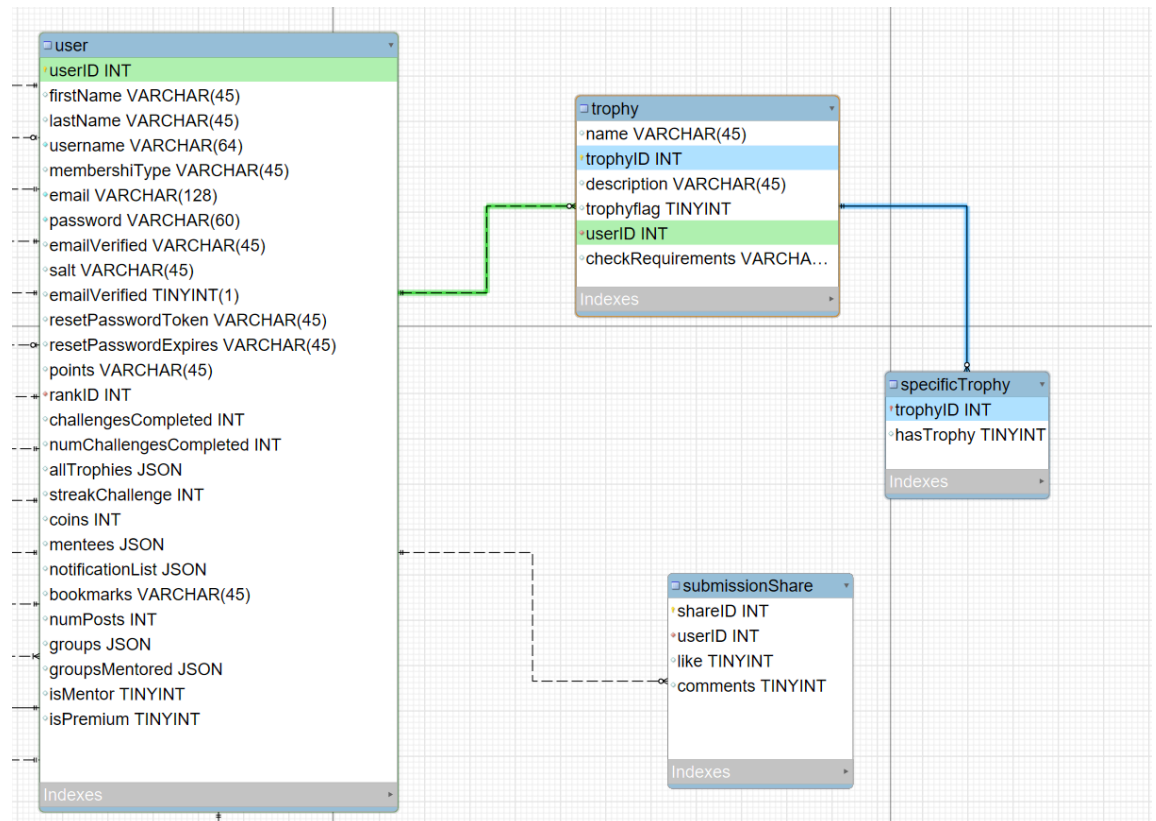 user
userID INT
firstName VARCHAR(45)
lastName VARCHAR(45)
username VARCHAR(64)
membershiType VARCHAR(45)
email VARCHAR(128)
password VARCHAR(60)
emailVerified VARCHAR(45)
salt VARCHAR(45)
emailVerified TINYINT(1)
resetPasswordToken VARCHAR(45)
resetPasswordExpires VARCHAR(45)
points VARCHAR(45)
rankID INT
challengesCompleted INT
numChallengesCompleted INT
allTrophies JSON
streakChallenge INT
coins INT
mentees JSON
notificationList JSON
bookmarks VARCHAR(45)
numPosts INT
groups JSON
groupsMentored JSON
isMentor TINYINT
isPremium TINYINT
Indexes
trophy
name VARCHAR(45)
trophyID INT
description VARCHAR(45)
trophyflag TINYINT
userID INT
checkRequirements VARCHA...
Indexes
specificTrophy
trophyID INT
hasTrophy TINYINT
Indexes
submissionShare
shareID INT
userID INT
like TINYINT
comments TINYINT
Indexes